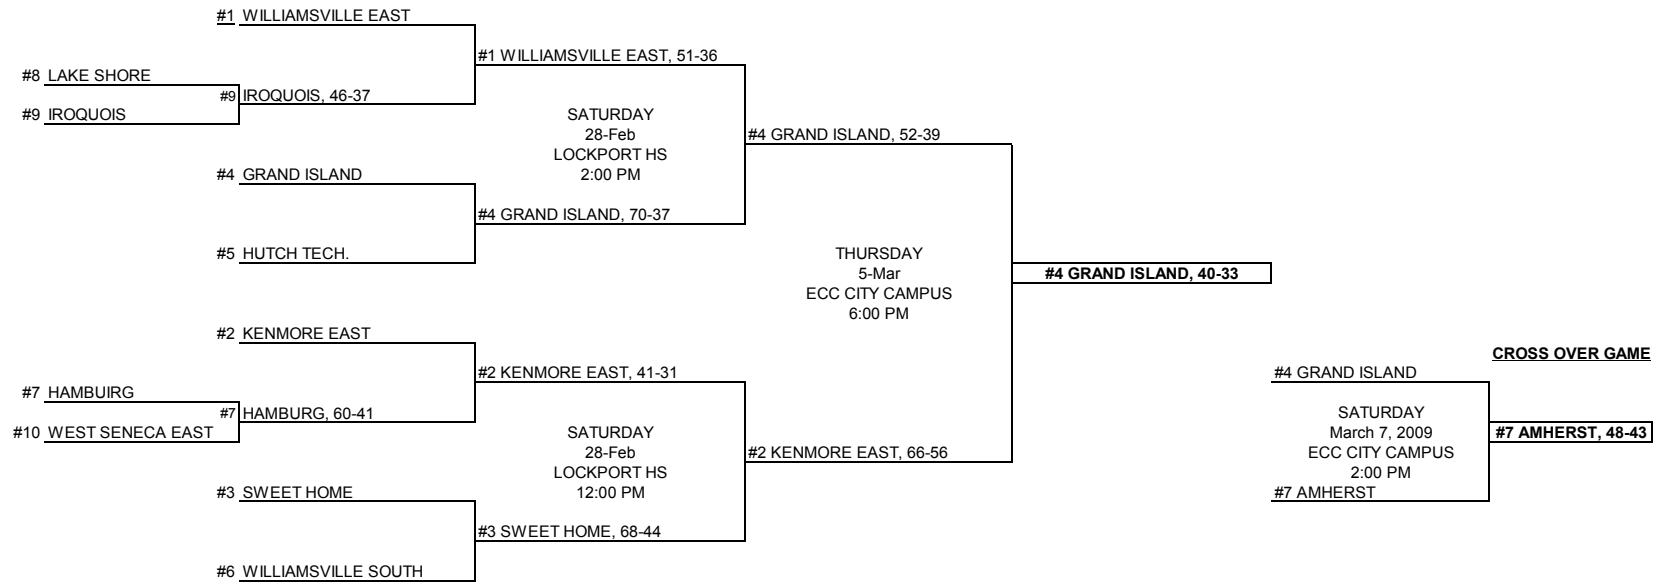 #1 WILLIAMSVILLE EAST
#1 WILLIAMSVILLE EAST, 51-36
#8 LAKE SHORE
#9 IROQUOIS, 46-37
#9 IROQUOIS
SATURDAY
28-Feb
LOCKPORT HS
2:00 PM
#4 GRAND ISLAND, 52-39
#4 GRAND ISLAND
#4 GRAND ISLAND, 70-37
#5 HUTCH TECH.
THURSDAY
5-Mar
ECC CITY CAMPUS
6:00 PM
#4 GRAND ISLAND, 40-33
#2 KENMORE EAST
#2 KENMORE EAST, 41-31
#7 HAMBUIRG
#7 HAMBURG, 60-41
#10 WEST SENECA EAST
SATURDAY
28-Feb
LOCKPORT HS
12:00 PM
#2 KENMORE EAST, 66-56
#3 SWEET HOME
#3 SWEET HOME, 68-44
#6 WILLIAMSVILLE SOUTH
CROSS OVER GAME
#4 GRAND ISLAND
SATURDAY
March 7, 2009
ECC CITY CAMPUS
2:00 PM
#7 AMHERST, 48-43
#7 AMHERST